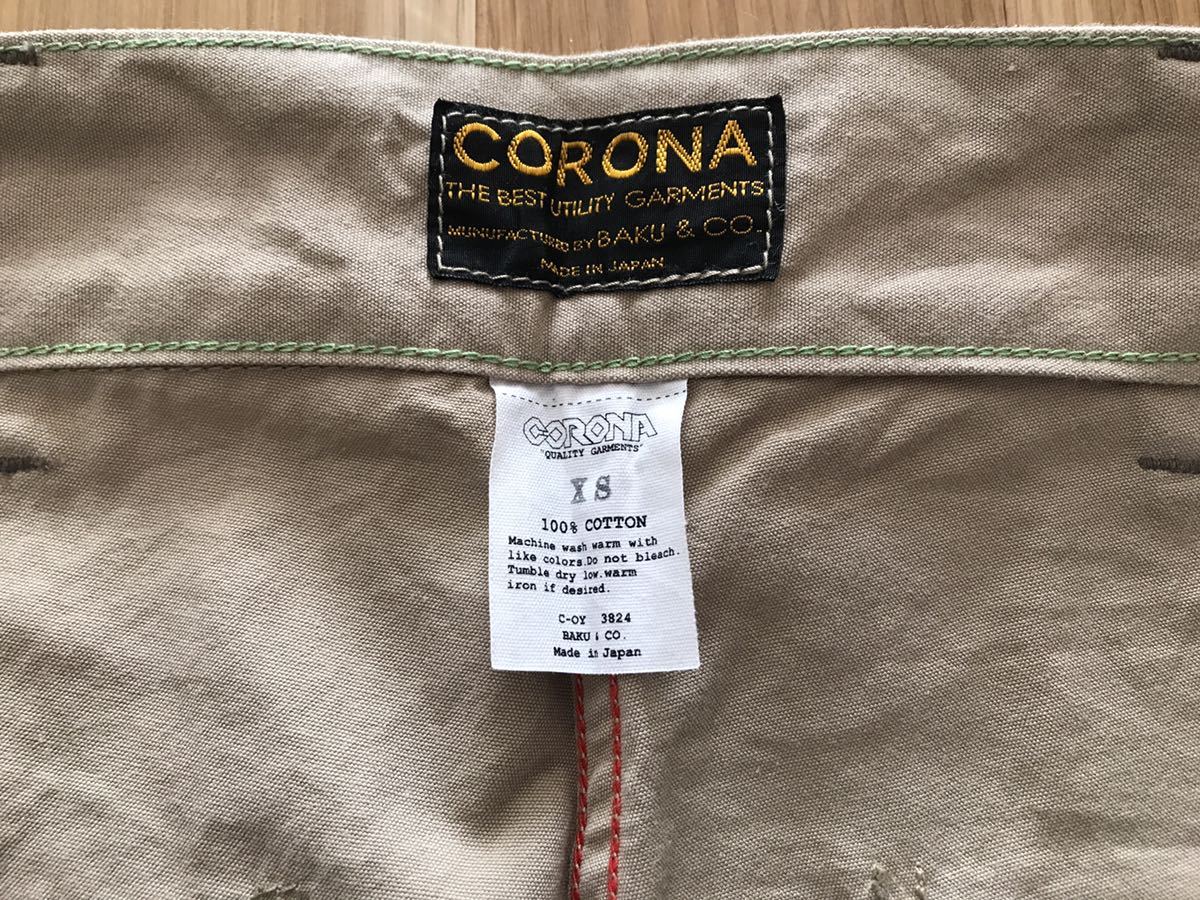 CORONA
THE BEST UTILITY GARMENTS
MUNUFACTURED BY BAKU & CO.
MADE IN JAPAN
CORONA
"QUALITY GARMENTS"
XS
100% COTTON
Machine wash warm with
like colors.Do not bleach.
Tumble dry low.warm
iron if desired.
C-OY 3824
BAKU & CO.
Made in Japan